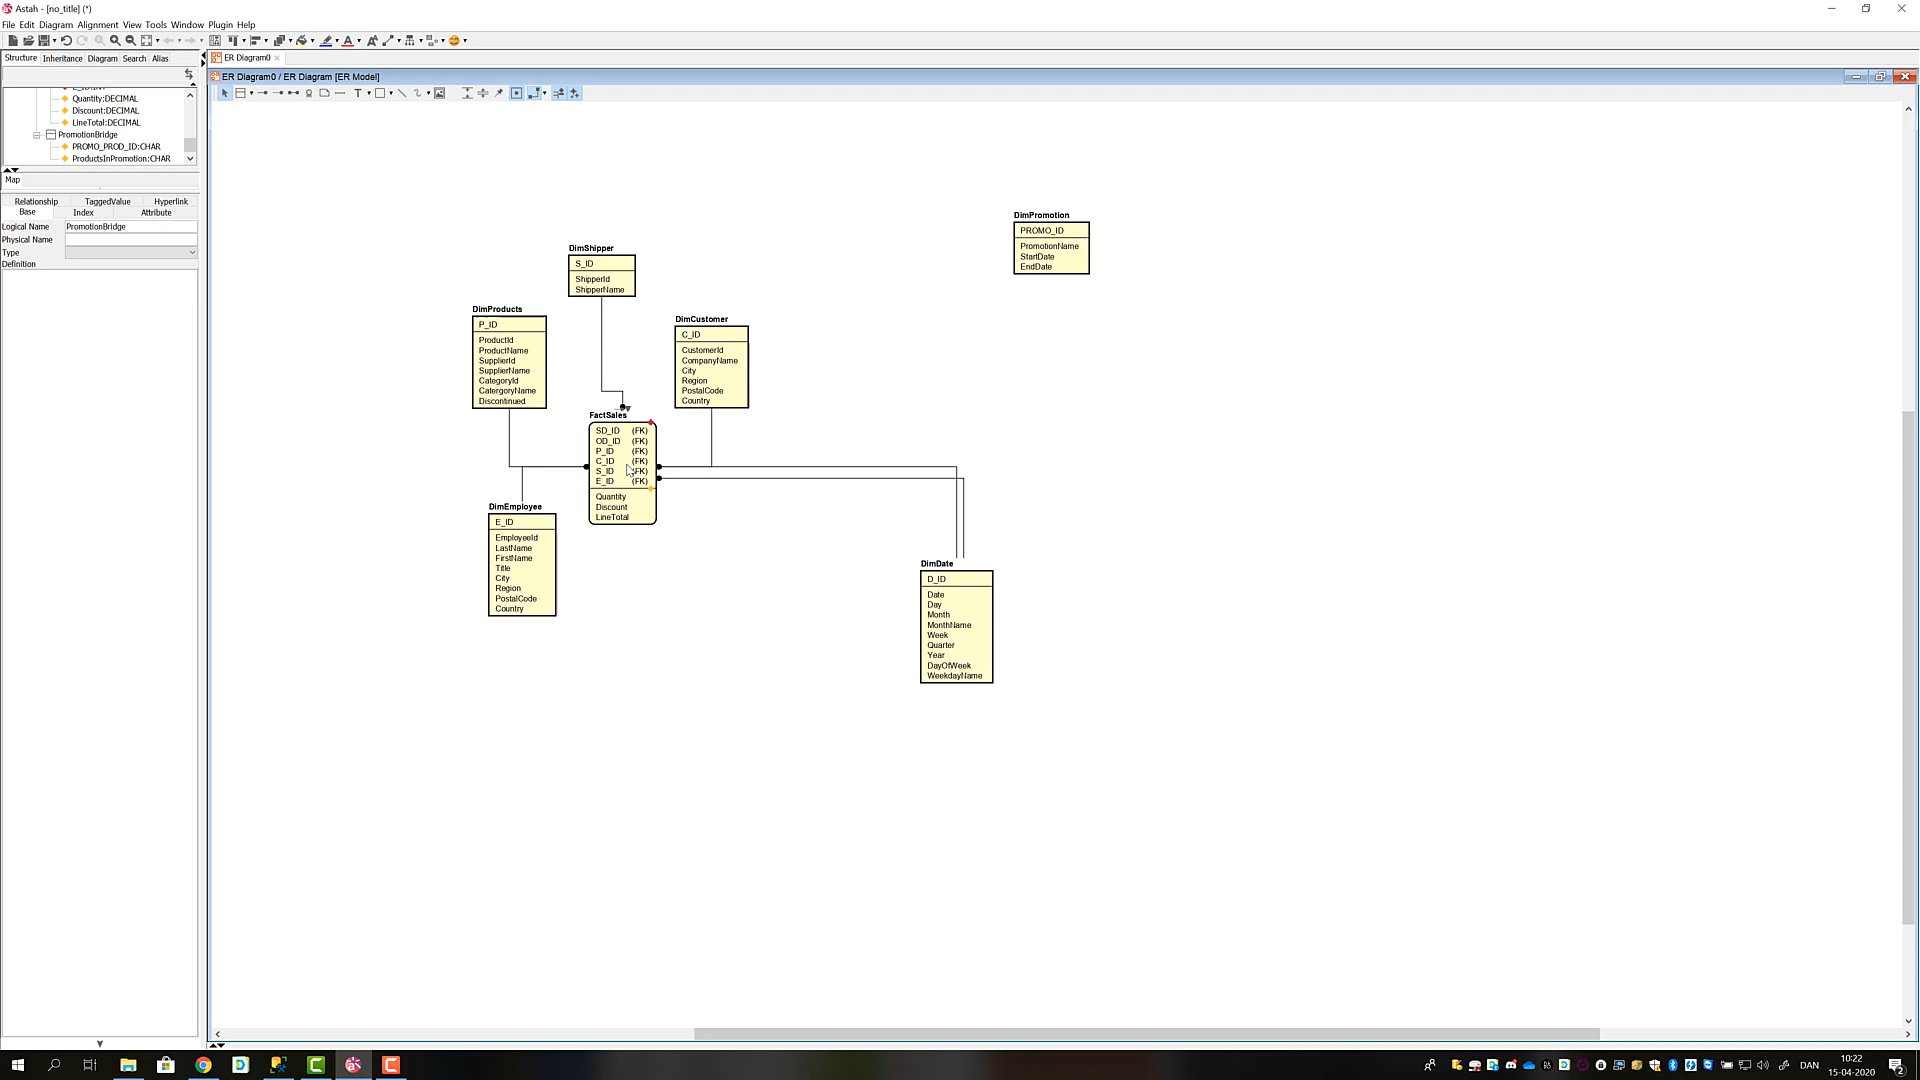 Astah - [no_title] (*)
File Edit Diagram Alignment View Tools Window Plugin Help
Structure Inheritance Diagram Search Alias
ER Diagram0
ER Diagram0 / ER Diagram [ER Model]
Quantity:DECIMAL
Discount:DECIMAL
LineTotal:DECIMAL
PromotionBridge
PROMO_PROD_ID:CHAR
ProductsInPromotion:CHAR
Map
Relationship TaggedValue Hyperlink
Base Index Attribute
Logical Name PromotionBridge
Physical Name
Type
Definition
DimPromotion
PROMO_ID
PromotionName
StartDate
EndDate
DimShipper
S_ID
ShipperId
ShipperName
DimProducts
P_ID
ProductId
ProductName
SupplierId
SupplierName
CategoryId
CatergoryName
Discontinued
DimCustomer
C_ID
CustomerId
CompanyName
City
Region
PostalCode
Country
FactSales
SD_ID (FK)
OD_ID (FK)
P_ID (FK)
C_ID (FK)
S_ID (FK)
E_ID (FK)
Quantity
Discount
LineTotal
DimEmployee
E_ID
EmployeeId
LastName
FirstName
Title
City
Region
PostalCode
Country
DimDate
D_ID
Date
Day
Month
MonthName
Week
Quarter
Year
DayOfWeek
WeekdayName
DAN
10:22
15-04-2020